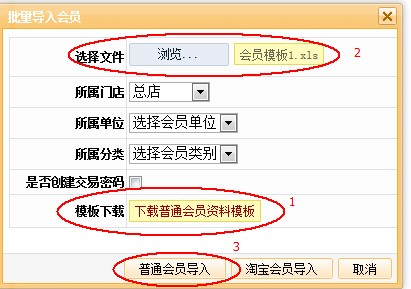 批量导入会员
选择文件 浏览... 会员模板1.xls 2
所属门店 总店
所属单位 选择会员单位
所属分类 选择会员类别
是否创建交易密码
模板下载 下载普通会员资料模板 1
3
普通会员导入 淘宝会员导入 取消